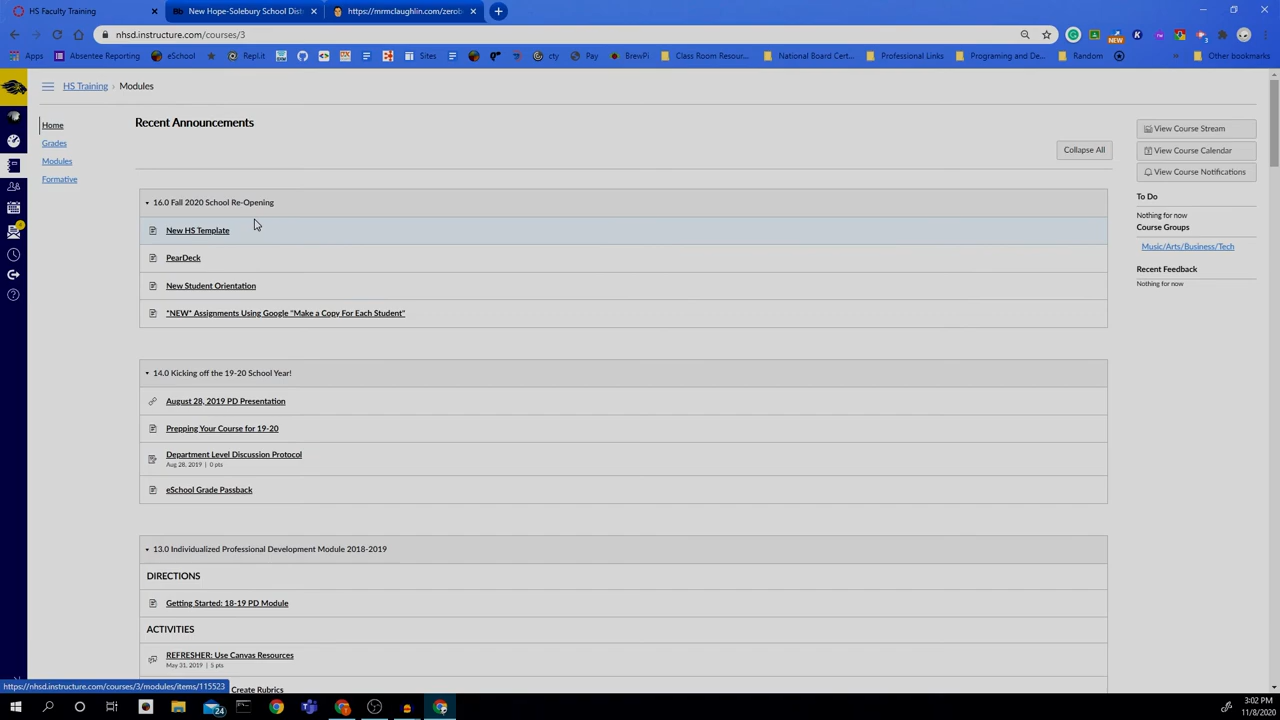 HS Faculty Training
New Hope-Solebury School Dist
https://mrmclaughlin.com/zerob
nhsd.instructure.com/courses/3
Apps
Absentee Reporting
eSchool
RepLit
Sites
cty
Pay
BrewPi
Class Room Resource...
National Board Cert...
Professional Links
Programing and De...
Random
Other bookmarks
HS Training › Modules
Home
Grades
Modules
Formative
Recent Announcements
Collapse All
16.0 Fall 2020 School Re-Opening
New HS Template
PearDeck
New Student Orientation
*NEW* Assignments Using Google "Make a Copy For Each Student"
14.0 Kicking off the 19-20 School Year!
August 28, 2019 PD Presentation
Prepping Your Course for 19-20
Department Level Discussion Protocol
Aug 28, 2019 | 0 pts
eSchool Grade Passback
13.0 Individualized Professional Development Module 2018-2019
DIRECTIONS
Getting Started: 18-19 PD Module
ACTIVITIES
REFRESHER: Use Canvas Resources
May 31, 2019 | 5 pts
Create Rubrics
View Course Stream
View Course Calendar
View Course Notifications
To Do
Nothing for now
Course Groups
Music/Arts/Business/Tech
Recent Feedback
Nothing for now
https://nhsd.instructure.com/courses/3/modules/items/115523
24
3:02 PM
11/8/2020